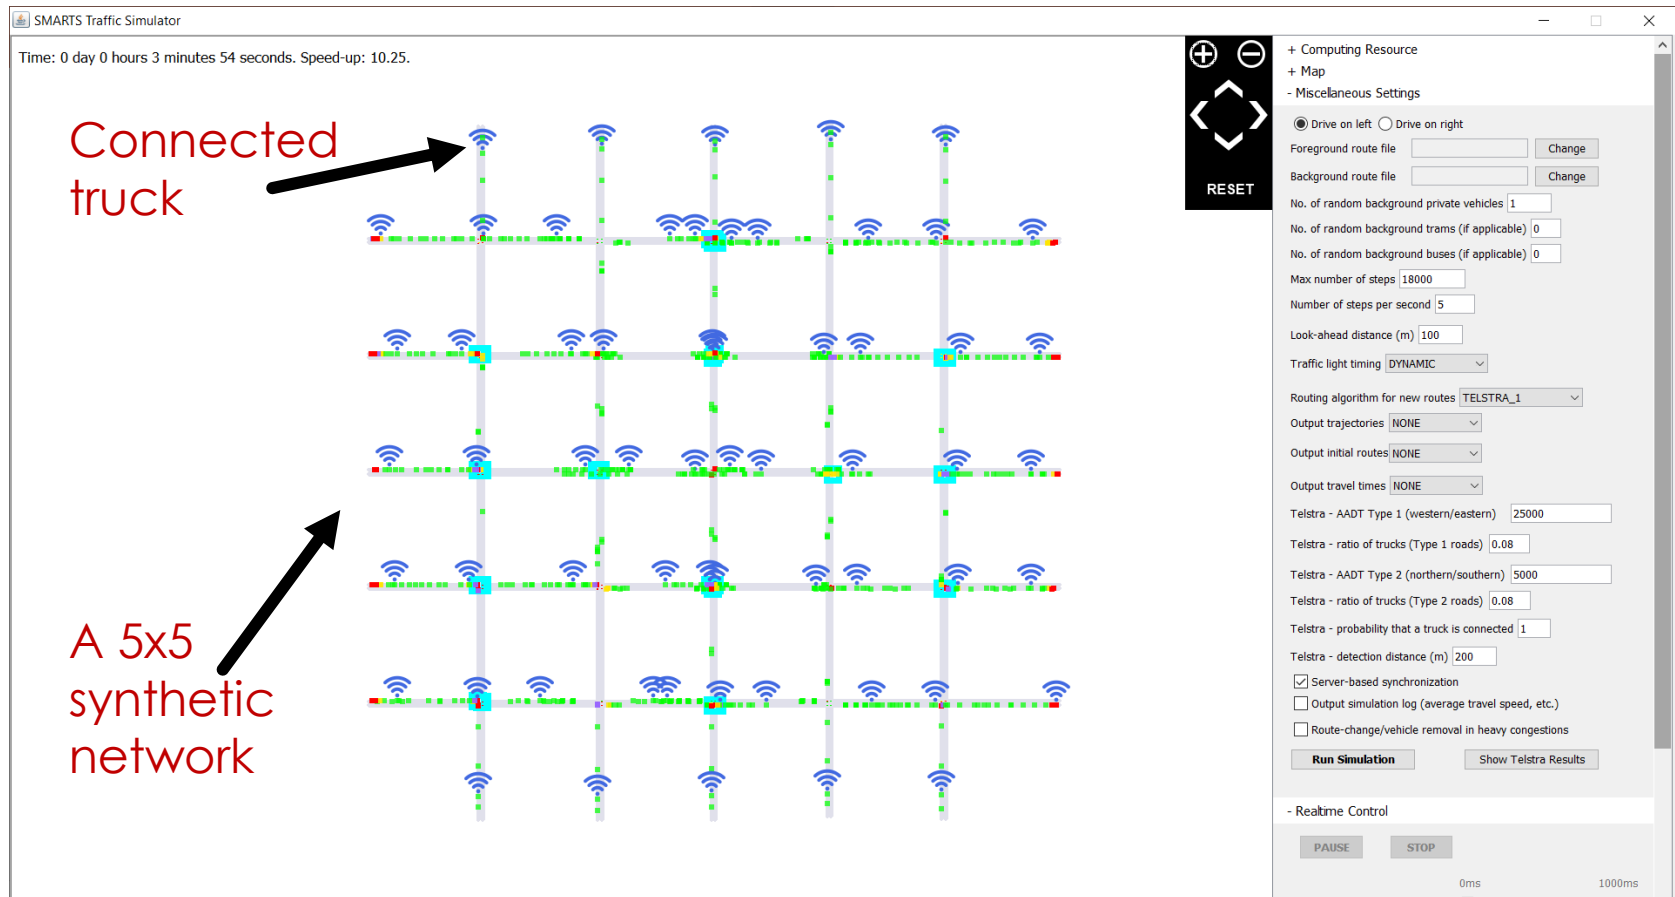 SMARTS Traffic Simulator
Time: 0 day 0 hours 3 minutes 54 seconds. Speed-up: 10.25.
Connected
truck
A 5x5
synthetic
network
RESET
+ Computing Resource
+ Map
- Miscellaneous Settings
Drive on left Drive on right
Foreground route file Change
Background route file Change
No. of random background private vehicles 1
No. of random background trams (if applicable) 0
No. of random background buses (if applicable) 0
Max number of steps 18000
Number of steps per second 5
Look-ahead distance (m) 100
Traffic light timing DYNAMIC
Routing algorithm for new routes TELSTRA_1
Output trajectories NONE
Output initial routes NONE
Output travel times NONE
Telstra - AADT Type 1 (western/eastern) 25000
Telstra - ratio of trucks (Type 1 roads) 0.08
Telstra - AADT Type 2 (northern/southern) 5000
Telstra - ratio of trucks (Type 2 roads) 0.08
Telstra - probability that a truck is connected 1
Telstra - detection distance (m) 200
Server-based synchronization
Output simulation log (average travel speed, etc.)
Route-change/vehicle removal in heavy congestions
Run Simulation Show Telstra Results
- Realtime Control
PAUSE STOP
0ms 1000ms